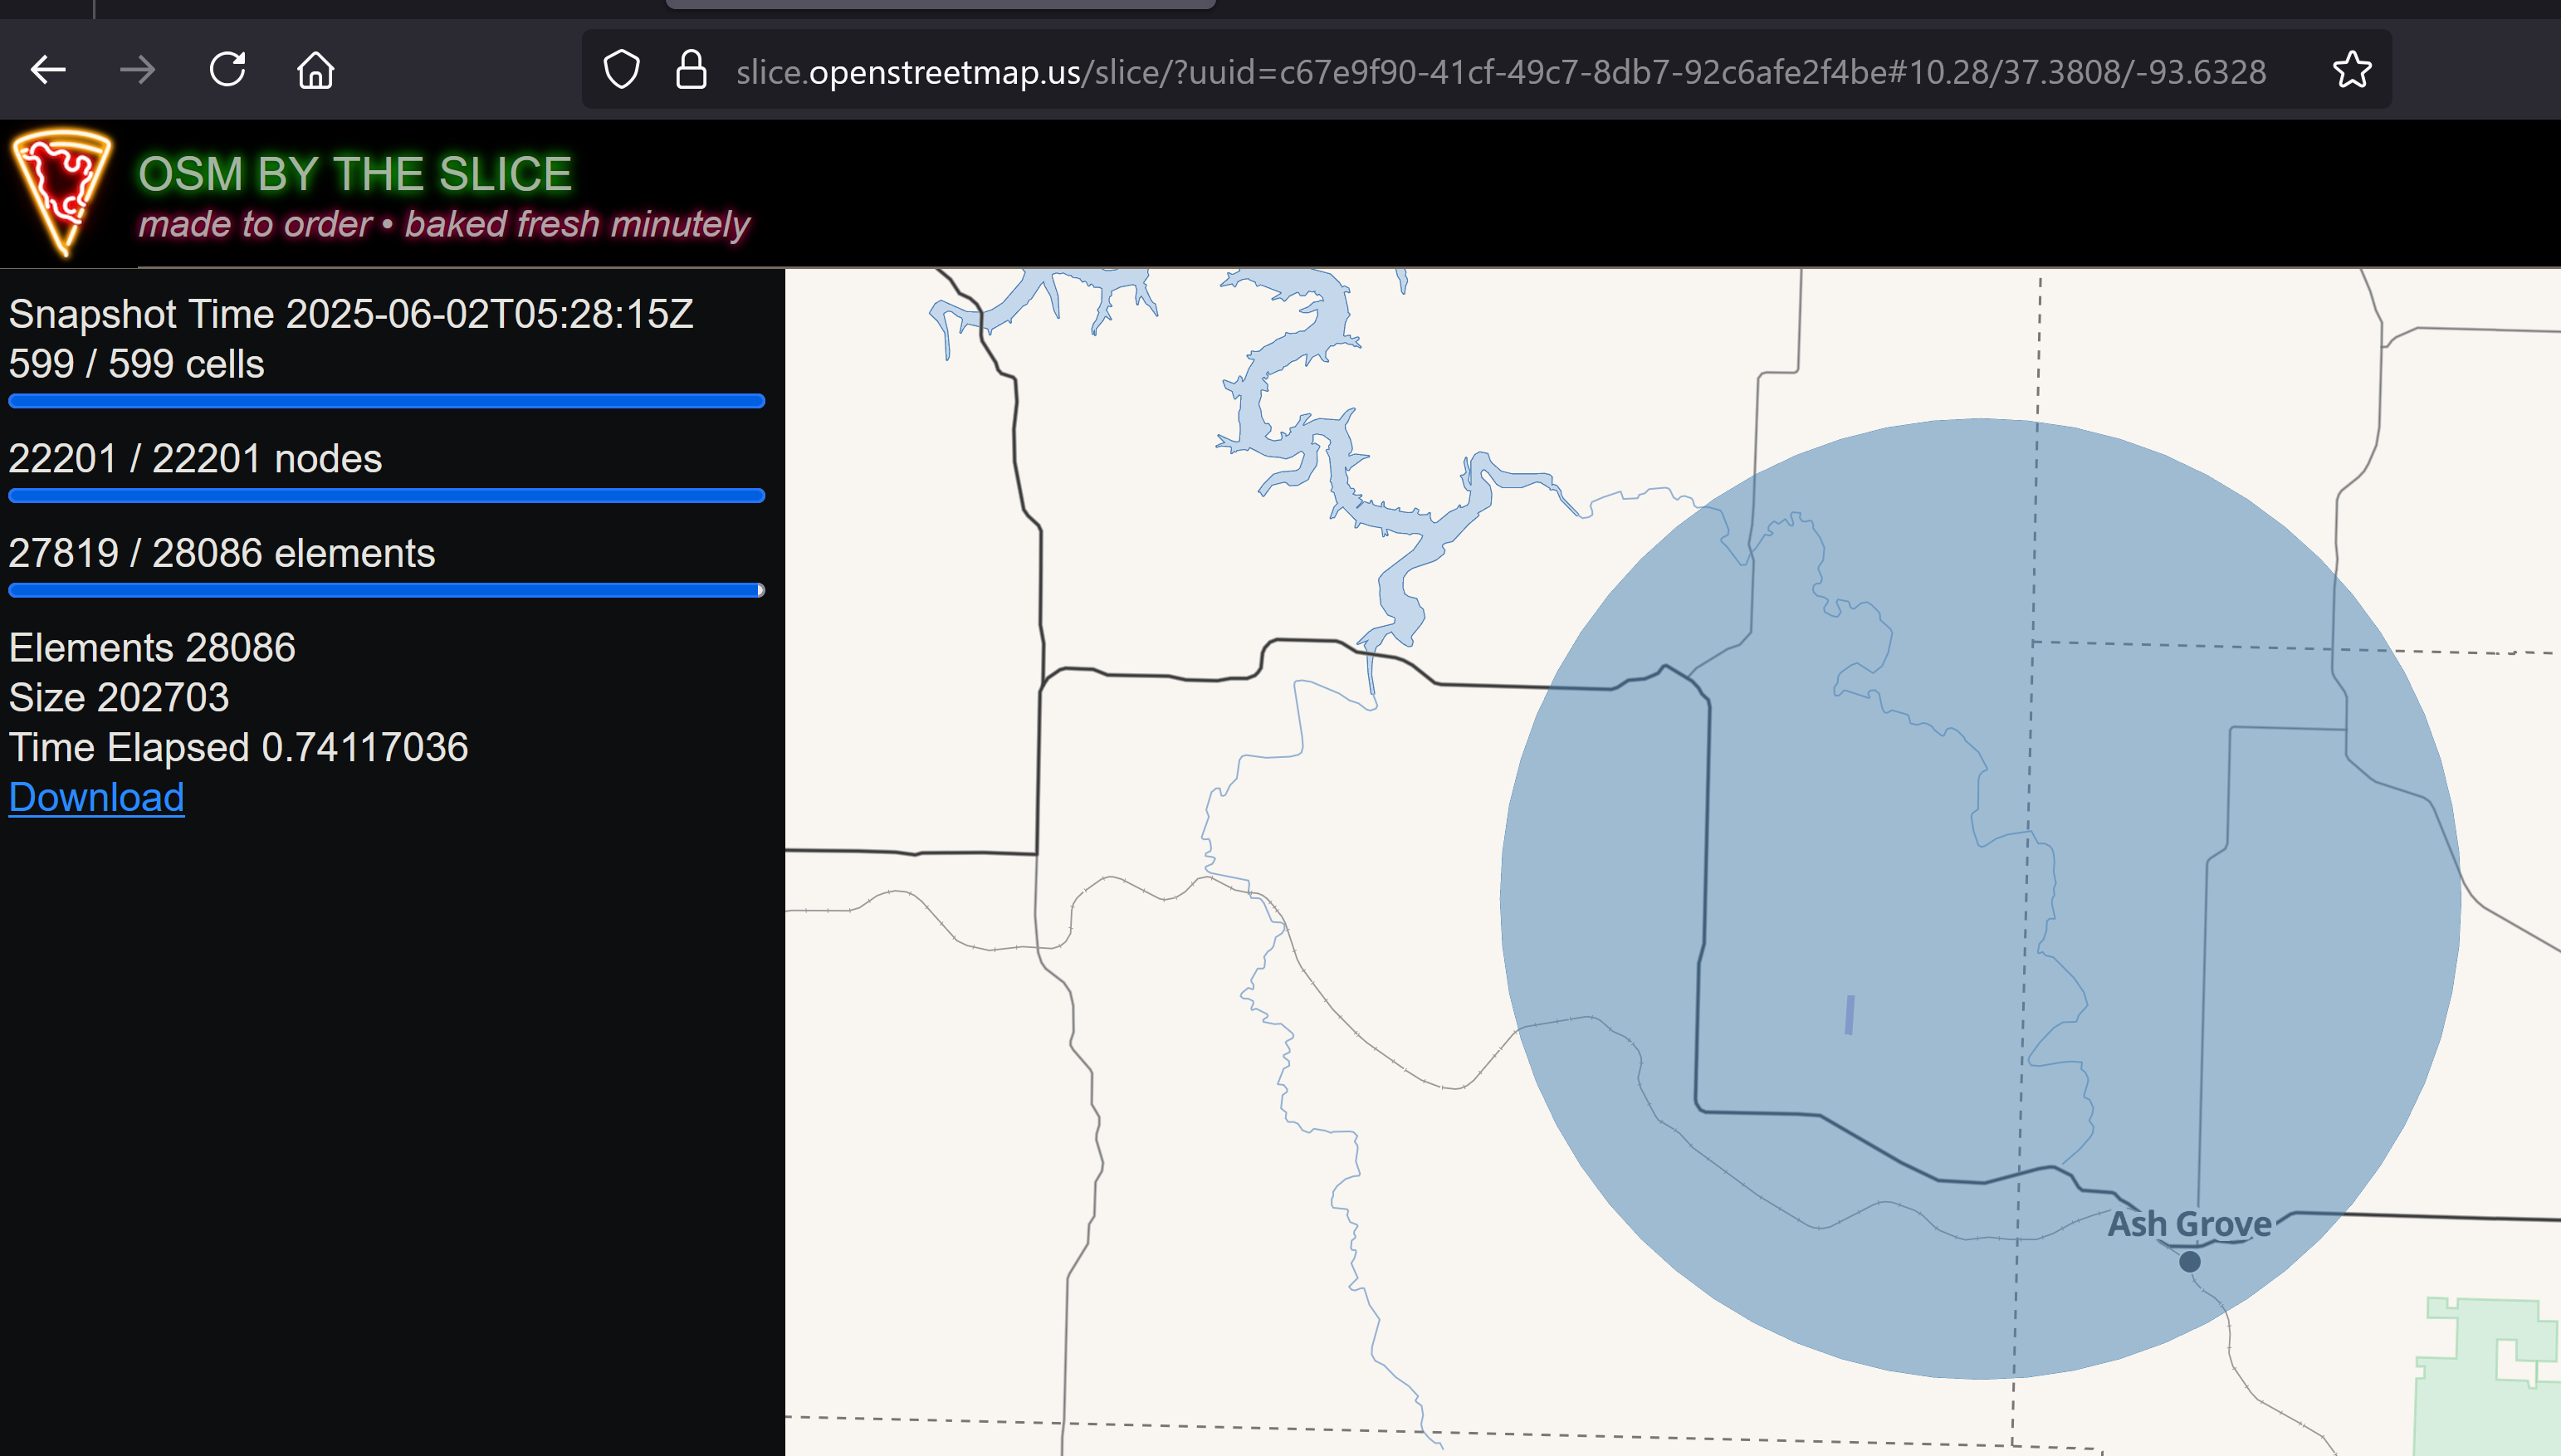 slice.openstreetmap.us/slice/?uuid=c67e9f90-41cf-49c7-8db7-92c6afe2f4be#10.28/37.3808/-93.6328
OSM BY THE SLICE
made to order • baked fresh minutely
Snapshot Time 2025-06-02T05:28:15Z
599 / 599 cells
22201 / 22201 nodes
27819 / 28086 elements
Elements 28086
Size 202703
Time Elapsed 0.74117036
Download
Ash Grove